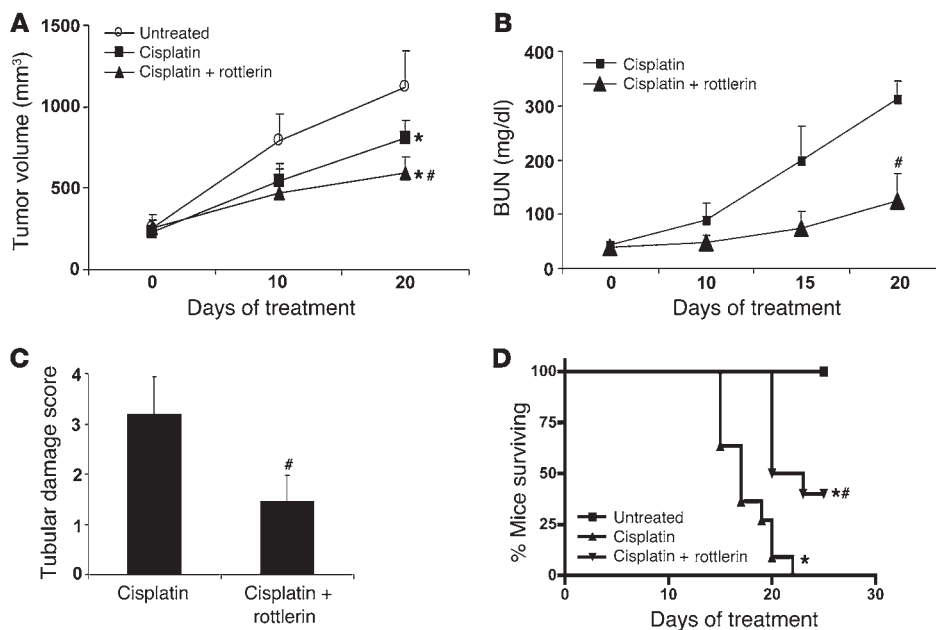 A
1500
1000
500
0
Tumor volume (mm³)
Untreated
Cisplatin
Cisplatin + rottlerin
*
* #
0
10
20
Days of treatment
B
400
300
200
100
0
BUN (mg/dl)
Cisplatin
Cisplatin + rottlerin
#
0
10
15
20
Days of treatment
C
4
3
2
1
0
Tubular damage score
#
Cisplatin
Cisplatin +
rottlerin
D
100
75
50
25
0
% Mice surviving
Untreated
Cisplatin
Cisplatin + rottlerin
*#
*
0
10
20
30
Days of treatment